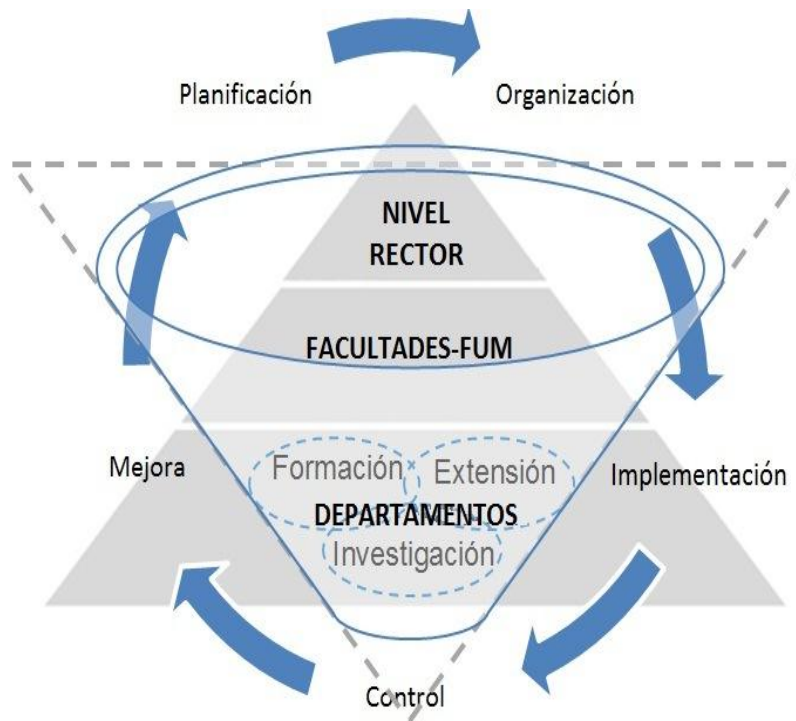 Planificación
Organización
NIVEL
RECTOR
FACULTADES-FUM
Mejora
Formación
Extensión
Implementación
DEPARTAMENTOS
Investigación
Control